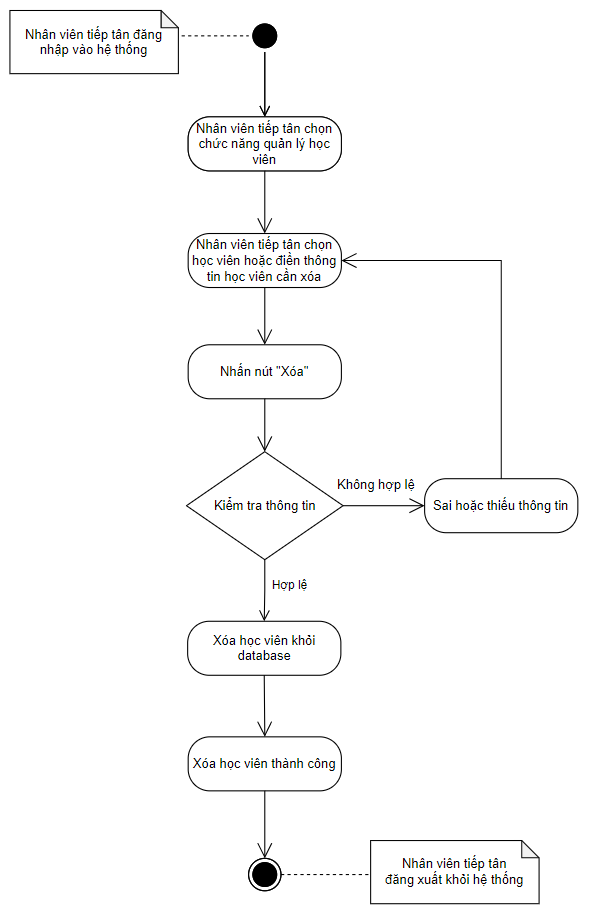 Nhân viên tiếp tân đăng
nhập vào hệ thống
Nhân viên tiếp tân chọn
chức năng quản lý học
viên
Nhân viên tiếp tân chọn
học viên hoặc điền thông
tin học viên cần xóa
Nhấn nút "Xóa"
Kiểm tra thông tin
Không hợp lệ
Sai hoặc thiếu thông tin
Hợp lệ
Xóa học viên khỏi
database
Xóa học viên thành công
Nhân viên tiếp tân
đăng xuất khỏi hệ thống